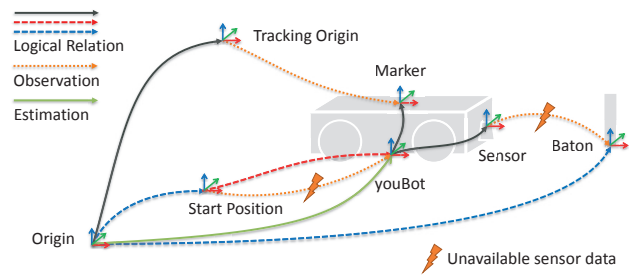 Logical Relation
Observation
Estimation
Tracking Origin
Marker
Sensor
Baton
youBot
Start Position
Origin
Unavailable sensor data